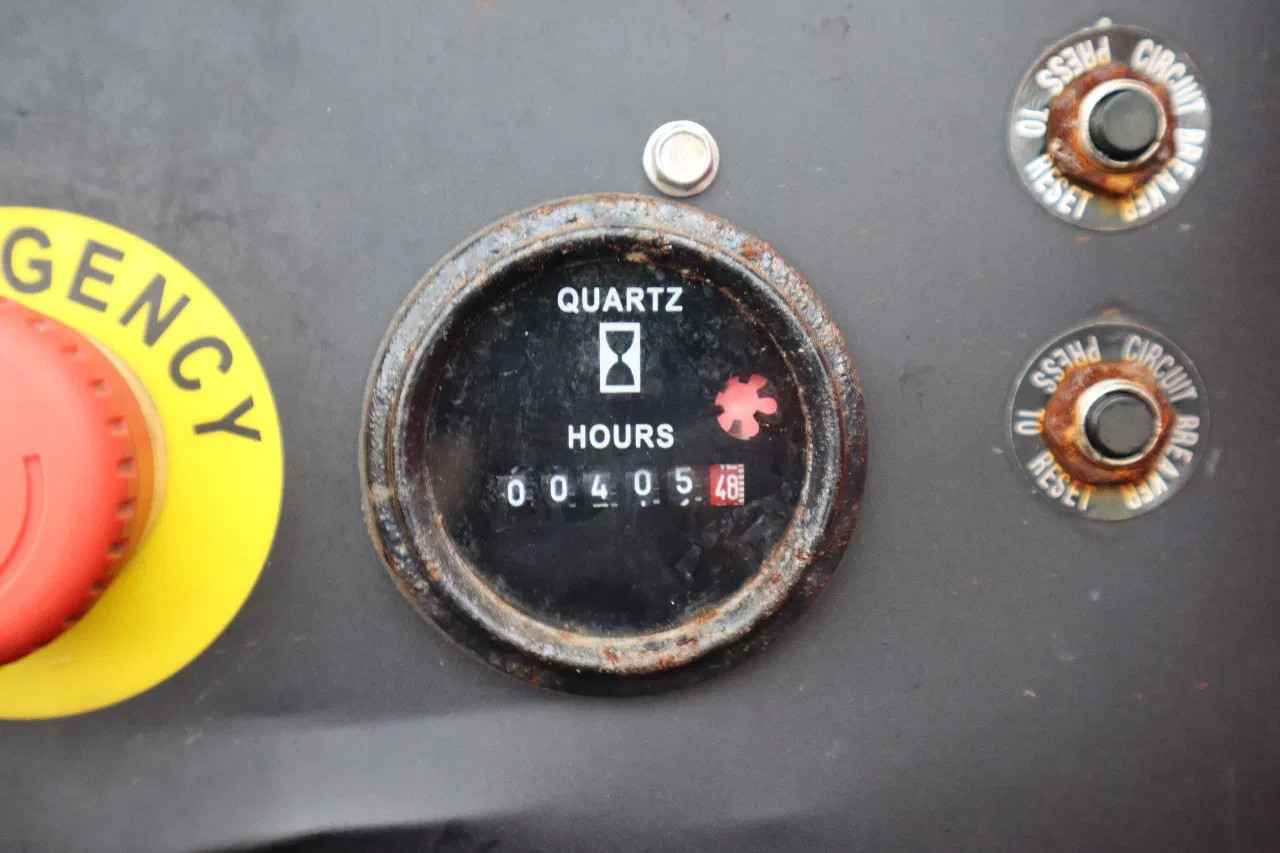 GENCY
QUARTZ
HOURS
0 0 4 0 5 48
PRESS TO RESET
CIRCUIT BREAKER
PRESS TO RESET
CIRCUIT BREAKER